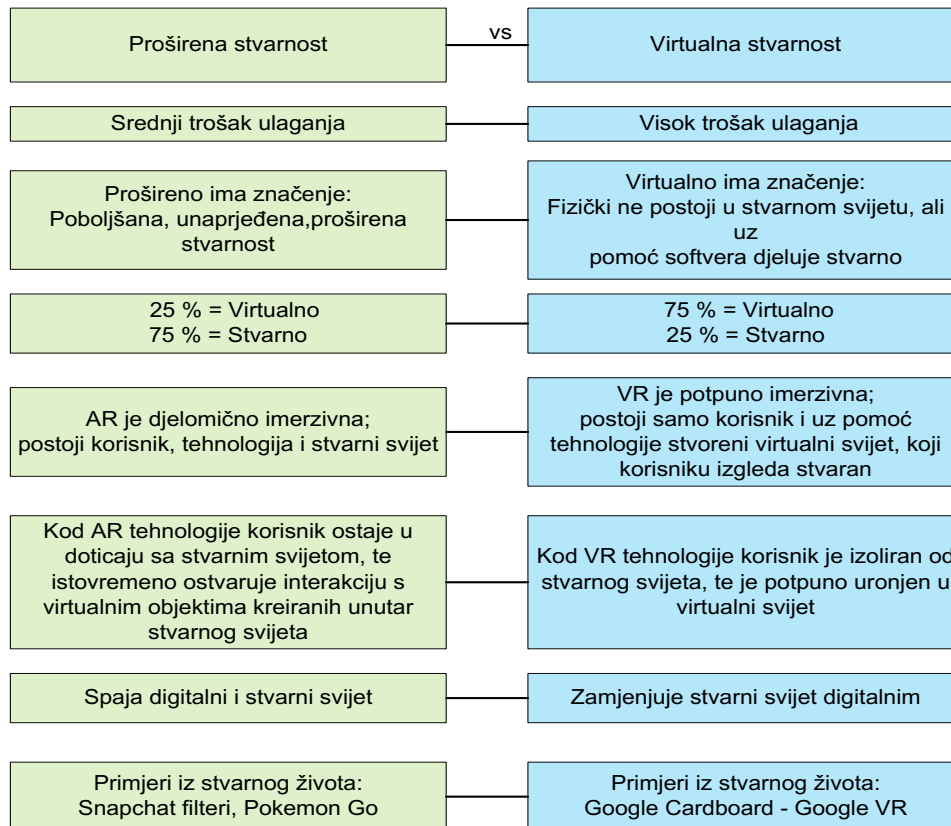 Proširena stvarnost
vs
Virtualna stvarnost
Srednji trošak ulaganja
Visok trošak ulaganja
Prošireno ima značenje:
Poboljšana, unaprjeđena,proširena
stvarnost
Virtualno ima značenje:
Fizički ne postoji u stvarnom svijetu, ali
uz
pomoć softvera djeluje stvarno
25 % = Virtualno
75 % = Stvarno
75 % = Virtualno
25 % = Stvarno
AR je djelomično imerzivna;
postoji korisnik, tehnologija i stvarni svijet
VR je potpuno imerzivna;
postoji samo korisnik i uz pomoć
tehnologije stvoreni virtualni svijet, koji
korisniku izgleda stvaran
Kod AR tehnologije korisnik ostaje u
doticaju sa stvarnim svijetom, te
istovremeno ostvaruje interakciju s
virtualnim objektima kreiranih unutar
stvarnog svijeta
Kod VR tehnologije korisnik je izoliran od
stvarnog svijeta, te je potpuno uronjen u
virtualni svijet
Spaja digitalni i stvarni svijet
Zamjenjuje stvarni svijet digitalnim
Primjeri iz stvarnog života:
Snapchat filteri, Pokemon Go
Primjeri iz stvarnog života:
Google Cardboard - Google VR